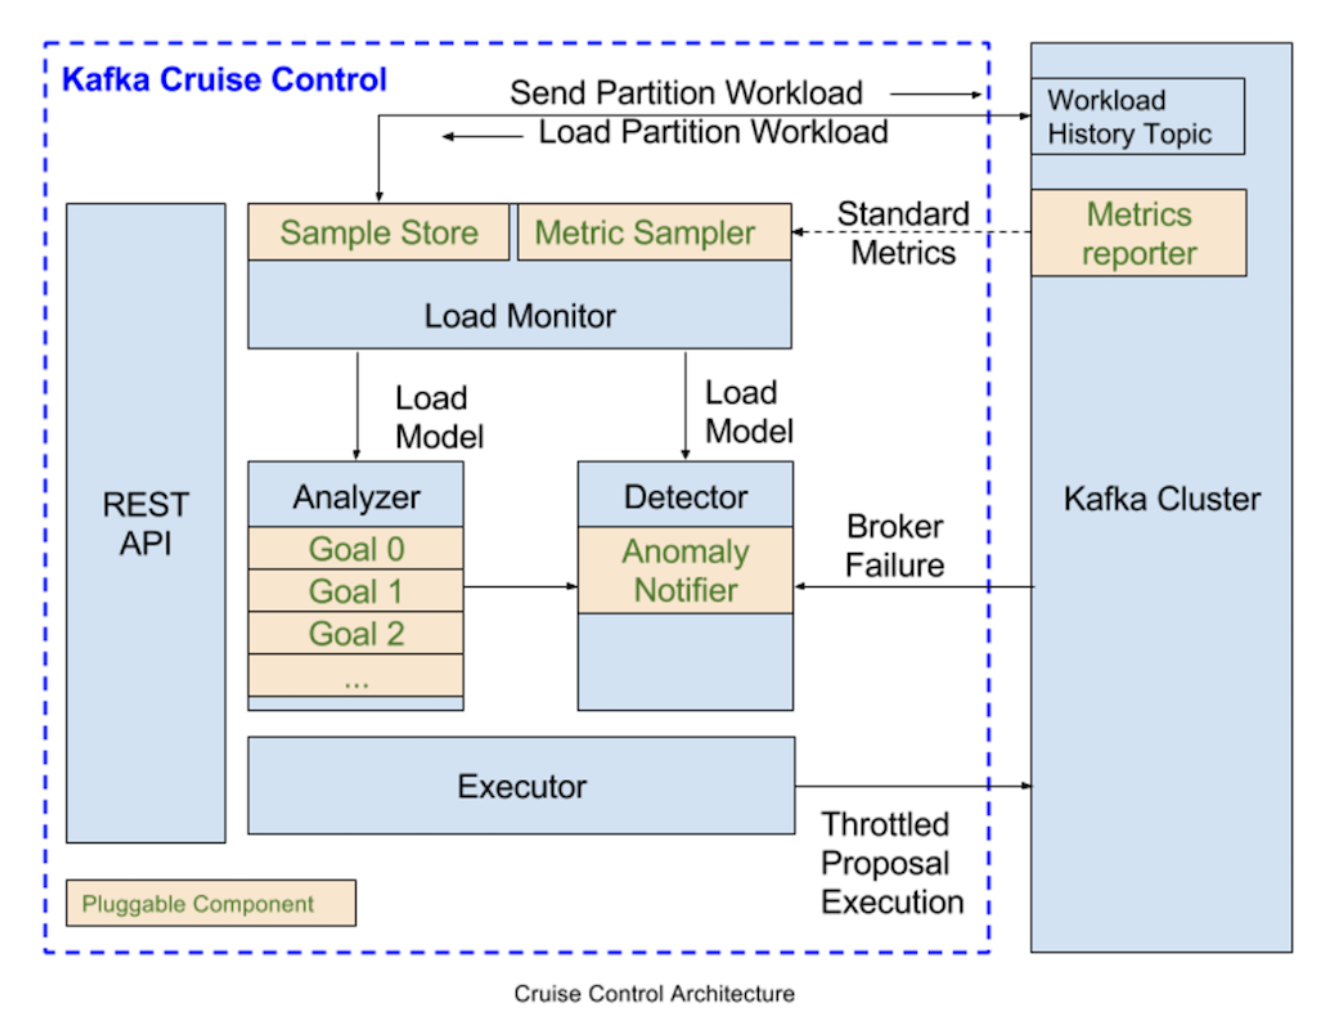 Kafka Cruise Control
Send Partition Workload
Load Partition Workload
Workload
History Topic
Sample Store
Metric Sampler
Standard
Metrics
Metrics
reporter
Load Monitor
Load
Model
Load
Model
REST
API
Analyzer
Goal 0
Goal 1
Goal 2
...
Detector
Anomaly
Notifier
Broker
Failure
Kafka Cluster
Executor
Throttled
Proposal
Execution
Pluggable Component
Cruise Control Architecture